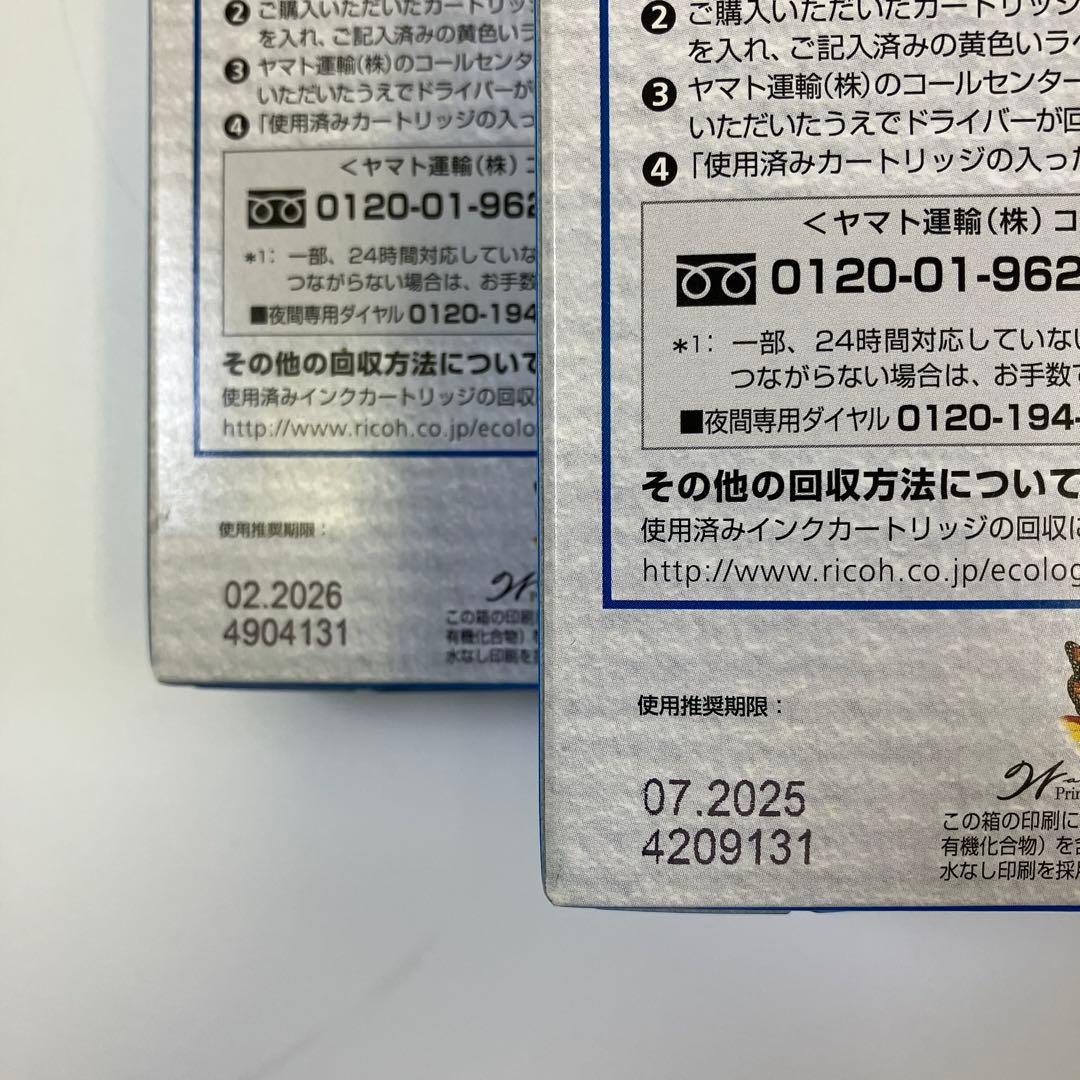 ❷ ご購入いただいたカートリッジ
を入れ、ご記入済みの黄色いラ
❸ ヤマト運輸(株)のコールセンタ
いただいたうえでドライバーが
❹ 「使用済みカートリッジの入っ
<ヤマト運輸(株)コ
0120-01-962
*1: 一部、24時間対応していな
つながらない場合は、お手数
■夜間専用ダイヤル 0120-194
その他の回収方法について
使用済みインクカートリッジの回収
http://www.ricoh.co.jp/ecolo
使用推奨期限:
02.2026
4904131
この箱の印刷
有機化合物)
水なし印刷を
❷ ご購入いただいたカートリッジ
を入れ、ご記入済みの黄色いラベ
❸ ヤマト運輸(株)のコールセンター
いただいたうえでドライバーが回
❹ 「使用済みカートリッジの入った
<ヤマト運輸(株)コ
0120-01-962
*1: 一部、24時間対応していない
つながらない場合は、お手数で
■夜間専用ダイヤル 0120-194-
その他の回収方法について
使用済みインクカートリッジの回収に
http://www.ricoh.co.jp/ecolog
使用推奨期限:
07.2025
4209131
この箱の印刷に
有機化合物)を含
水なし印刷を採用